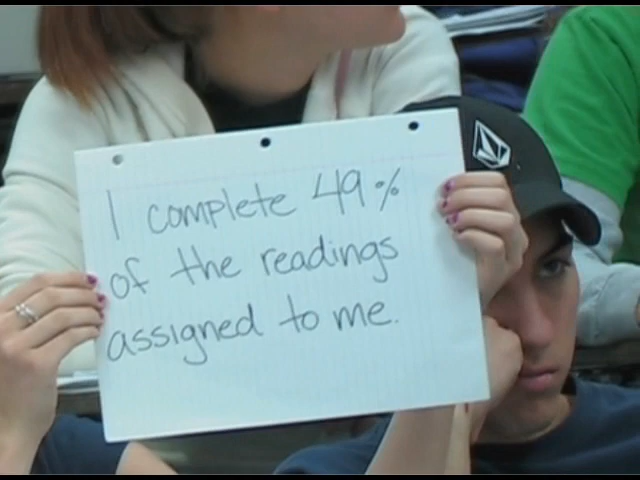 I complete 49%
of the readings
assigned to me.